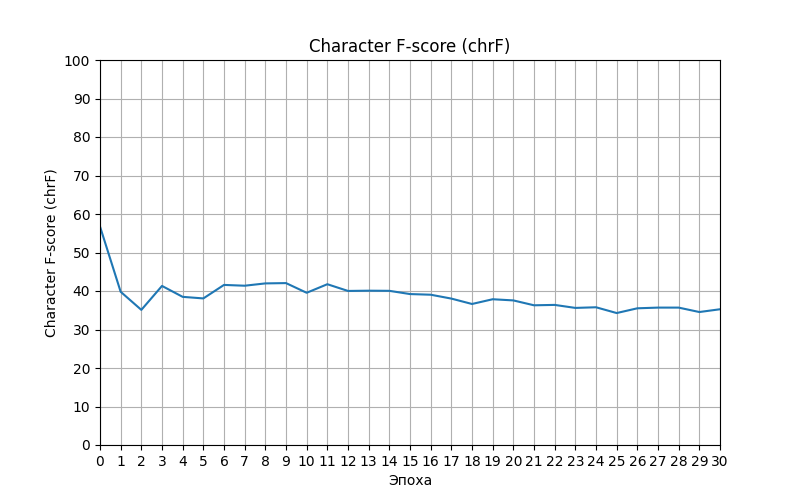 Character F-score (chrF)
100
90
80
70
60
50
40
30
20
10
0
Character F-score (chrF)
0 1 2 3 4 5 6 7 8 9 10 11 12 13 14 15 16 17 18 19 20 21 22 23 24 25 26 27 28 29 30
Эпоха